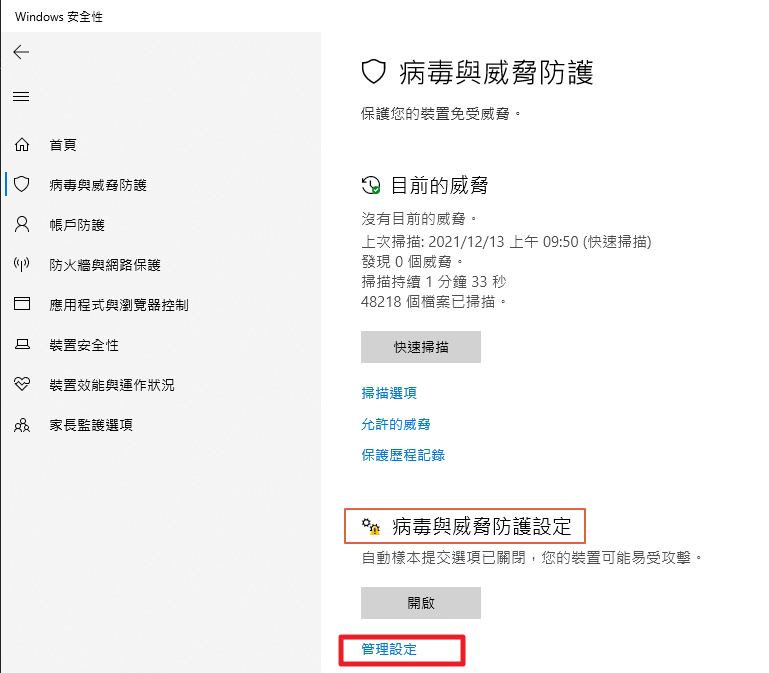 Windows 安全性
首頁
病毒與威脅防護
帳戶防護
防火牆與網路保護
應用程式與瀏覽器控制
裝置安全性
裝置效能與運作狀況
家長監護選項
病毒與威脅防護
保護您的裝置免受威脅。
目前的威脅
沒有目前的威脅。
上次掃描: 2021/12/13 上午 09:50 (快速掃描)
發現 0 個威脅。
掃描持續 1 分鐘 33 秒
48218 個檔案已掃描。
快速掃描
掃描選項
允許的威脅
保護歷程記錄
病毒與威脅防護設定
自動樣本提交選項已關閉，您的裝置可能易受攻擊。
開啟
管理設定